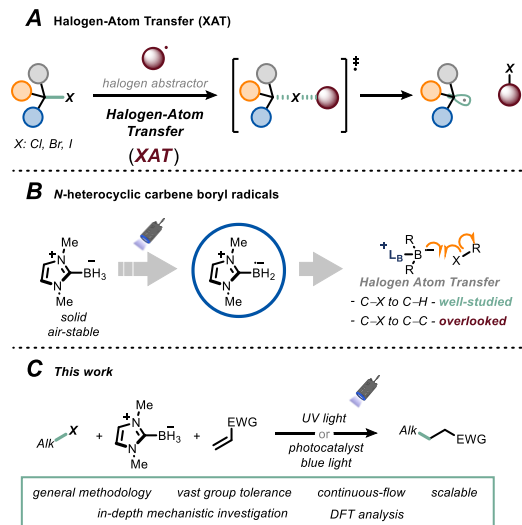 A Halogen-Atom Transfer (XAT)
X
halogen abstractor
Halogen-Atom
Transfer
(XAT)
X: Cl, Br, I
X
‡
X
B N-heterocyclic carbene boryl radicals
Me
+
N
N
Me
BH3
−
solid
air-stable
Me
+
N
N
Me
BH2
•−
+
LB
R
B
R
−
X
R
Halogen Atom Transfer
- C−X to C−H - well-studied
- C−X to C−C - overlooked
C This work
Alk X
+
Me
+
N
N
Me
BH3
−
+
EWG
UV light
or
photocatalyst
blue light
Alk
EWG
general methodology vast group tolerance continuous-flow scalable
in-depth mechanistic investigation DFT analysis